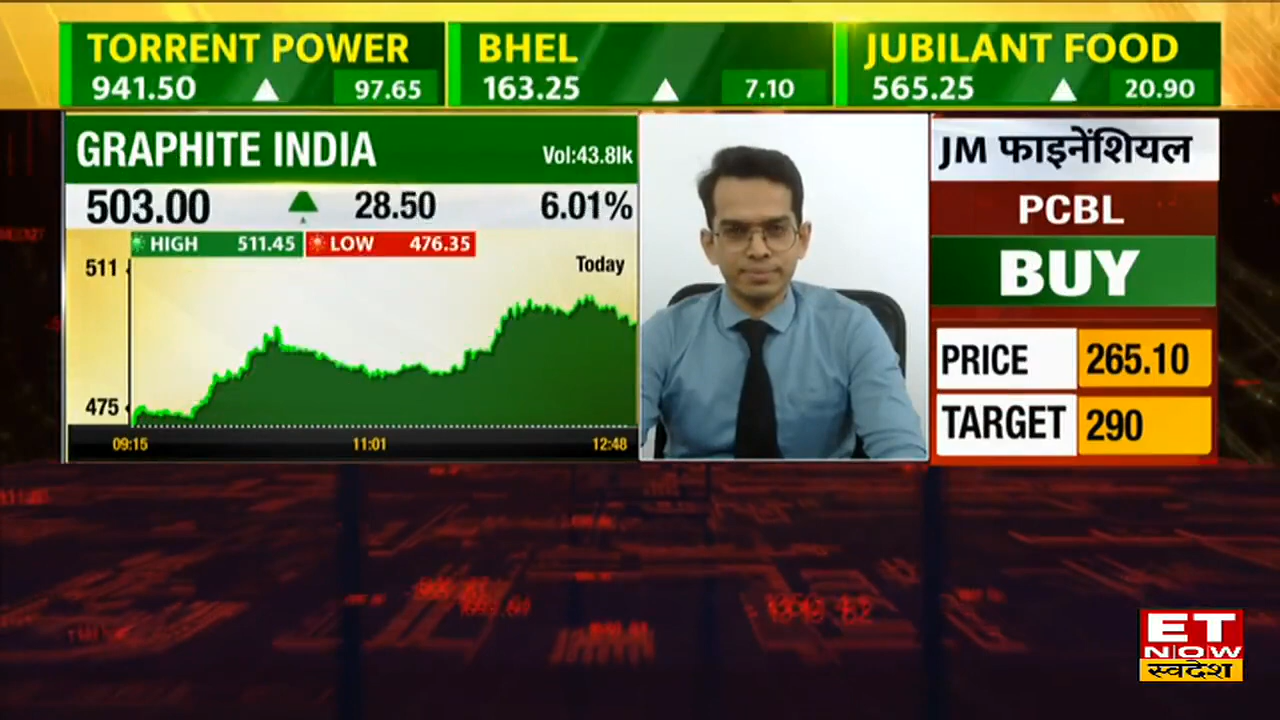 TORRENT POWER
941.50 97.65
BHEL
163.25 7.10
JUBILANT FOOD
565.25 20.90
GRAPHITE INDIA Vol:43.8lk
503.00 28.50 6.01%
HIGH 511.45 LOW 476.35
Today
511
475
09:15 11:01 12:48
JM फाइनेंशियल
PCBL
BUY
PRICE 265.10
TARGET 290
ET
NOW
स्वदेश